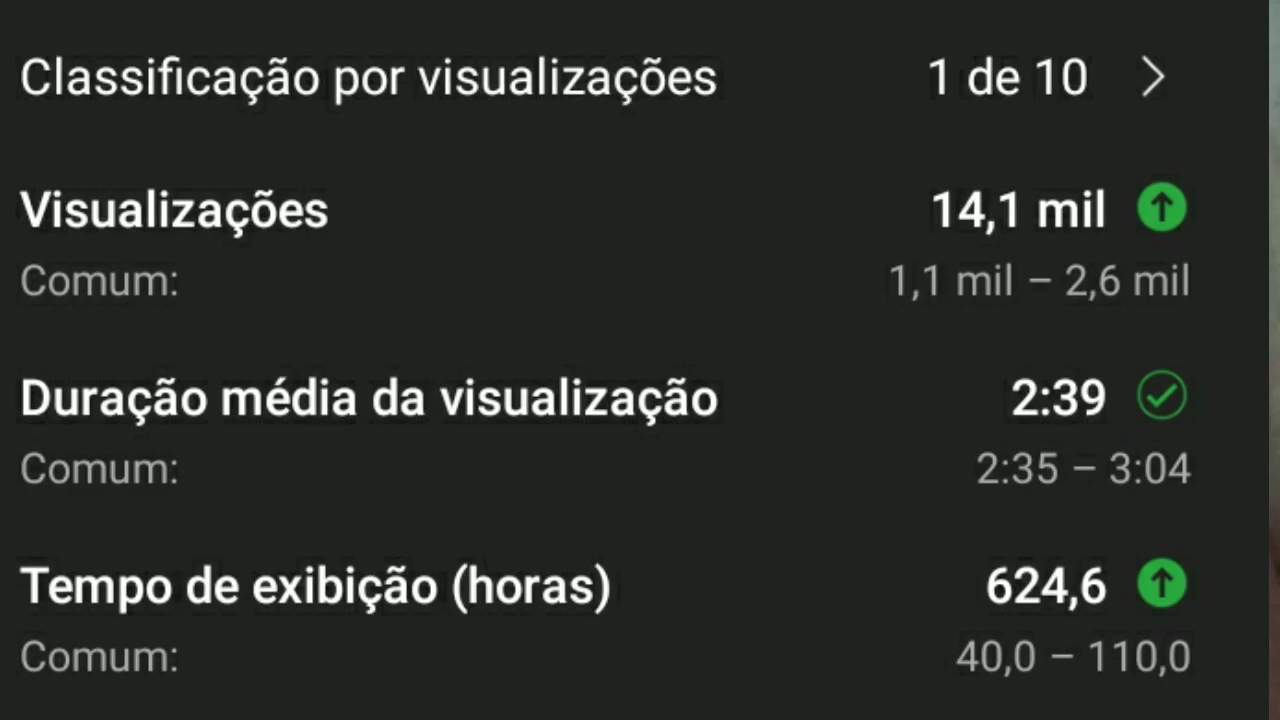 Classificação por visualizações 1 de 10 >
Visualizações 14,1 mil
Comum: 1,1 mil – 2,6 mil
Duração média da visualização 2:39
Comum: 2:35 – 3:04
Tempo de exibição (horas) 624,6
Comum: 40,0 – 110,0